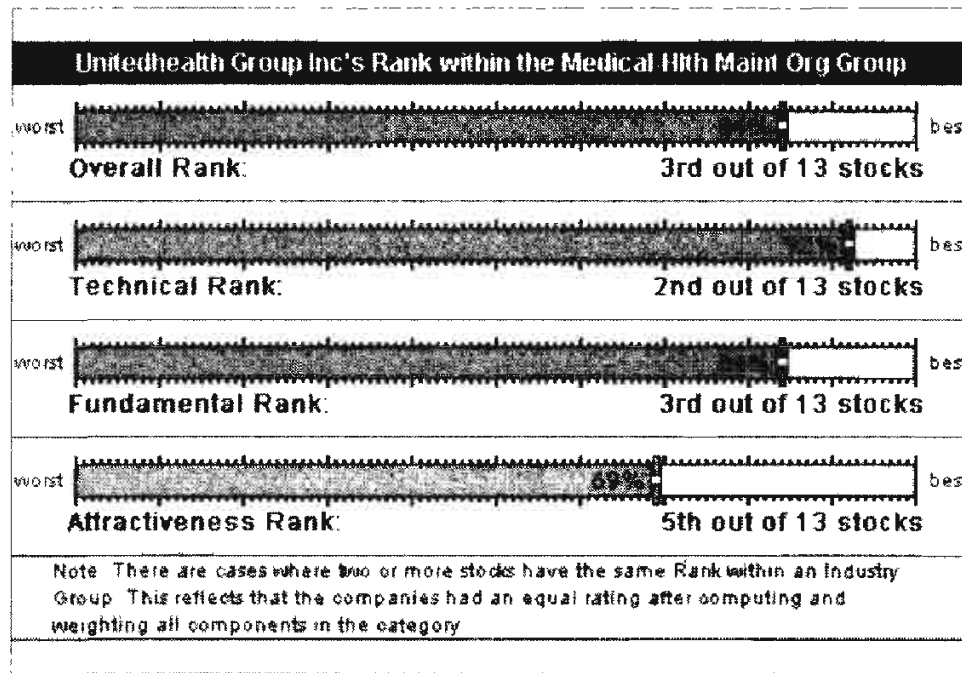 Unitedhealth Group Inc's Rank within the Medical-Hlth Maint Org Group
worst bes
Overall Rank: 3rd out of 13 stocks
worst bes
Technical Rank: 2nd out of 13 stocks
worst bes
Fundamental Rank: 3rd out of 13 stocks
worst 69% bes
Attractiveness Rank: 5th out of 13 stocks
Note There are cases where two or more stocks have the same Rank within an Industry
Group This reflects that the companies had an equal rating after computing and
weighting all components in the category